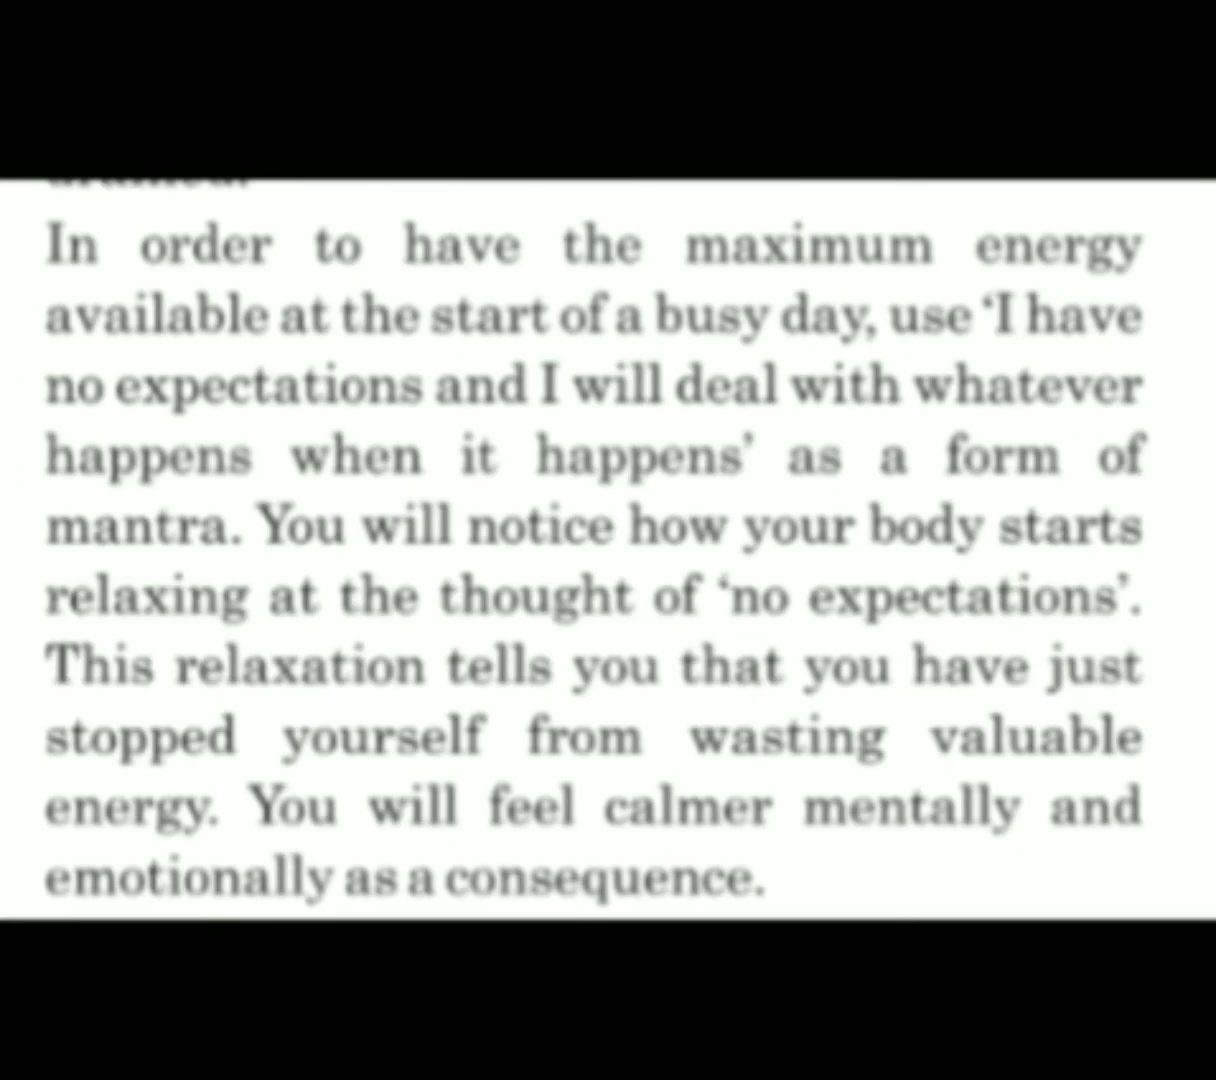 In order to have the maximum energy
available at the start of a busy day, use ‘I have
no expectations and I will deal with whatever
happens when it happens’ as a form of
mantra. You will notice how your body starts
relaxing at the thought of ‘no expectations’.
This relaxation tells you that you have just
stopped yourself from wasting valuable
energy. You will feel calmer mentally and
emotionally as a consequence.